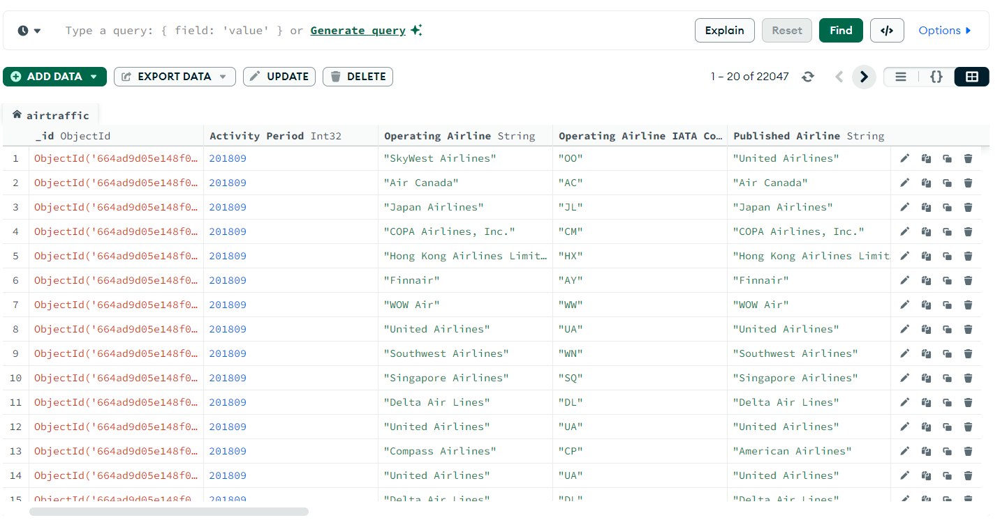 Type a query: { field: 'value' } or Generate query Explain Reset Find </> Options
ADD DATA EXPORT DATA UPDATE DELETE 1 – 20 of 22047 {}
airtraffic
_id ObjectId Activity Period Int32 Operating Airline String Operating Airline IATA Co… Published Airline String
1 ObjectId('664ad9d05e148f0… 201809 "SkyWest Airlines" "OO" "United Airlines"
2 ObjectId('664ad9d05e148f0… 201809 "Air Canada" "AC" "Air Canada"
3 ObjectId('664ad9d05e148f0… 201809 "Japan Airlines" "JL" "Japan Airlines"
4 ObjectId('664ad9d05e148f0… 201809 "COPA Airlines, Inc." "CM" "COPA Airlines, Inc."
5 ObjectId('664ad9d05e148f0… 201809 "Hong Kong Airlines Limit… "HX" "Hong Kong Airlines Limit
6 ObjectId('664ad9d05e148f0… 201809 "Finnair" "AY" "Finnair"
7 ObjectId('664ad9d05e148f0… 201809 "WOW Air" "WW" "WOW Air"
8 ObjectId('664ad9d05e148f0… 201809 "United Airlines" "UA" "United Airlines"
9 ObjectId('664ad9d05e148f0… 201809 "Southwest Airlines" "WN" "Southwest Airlines"
10 ObjectId('664ad9d05e148f0… 201809 "Singapore Airlines" "SQ" "Singapore Airlines"
11 ObjectId('664ad9d05e148f0… 201809 "Delta Air Lines" "DL" "Delta Air Lines"
12 ObjectId('664ad9d05e148f0… 201809 "United Airlines" "UA" "United Airlines"
13 ObjectId('664ad9d05e148f0… 201809 "Compass Airlines" "CP" "American Airlines"
14 ObjectId('664ad9d05e148f0… 201809 "United Airlines" "UA" "United Airlines"
15 ObjectId('664ad9d05e148f0… 201809 "Delta Air Lines" "DL" "Delta Air Lines"